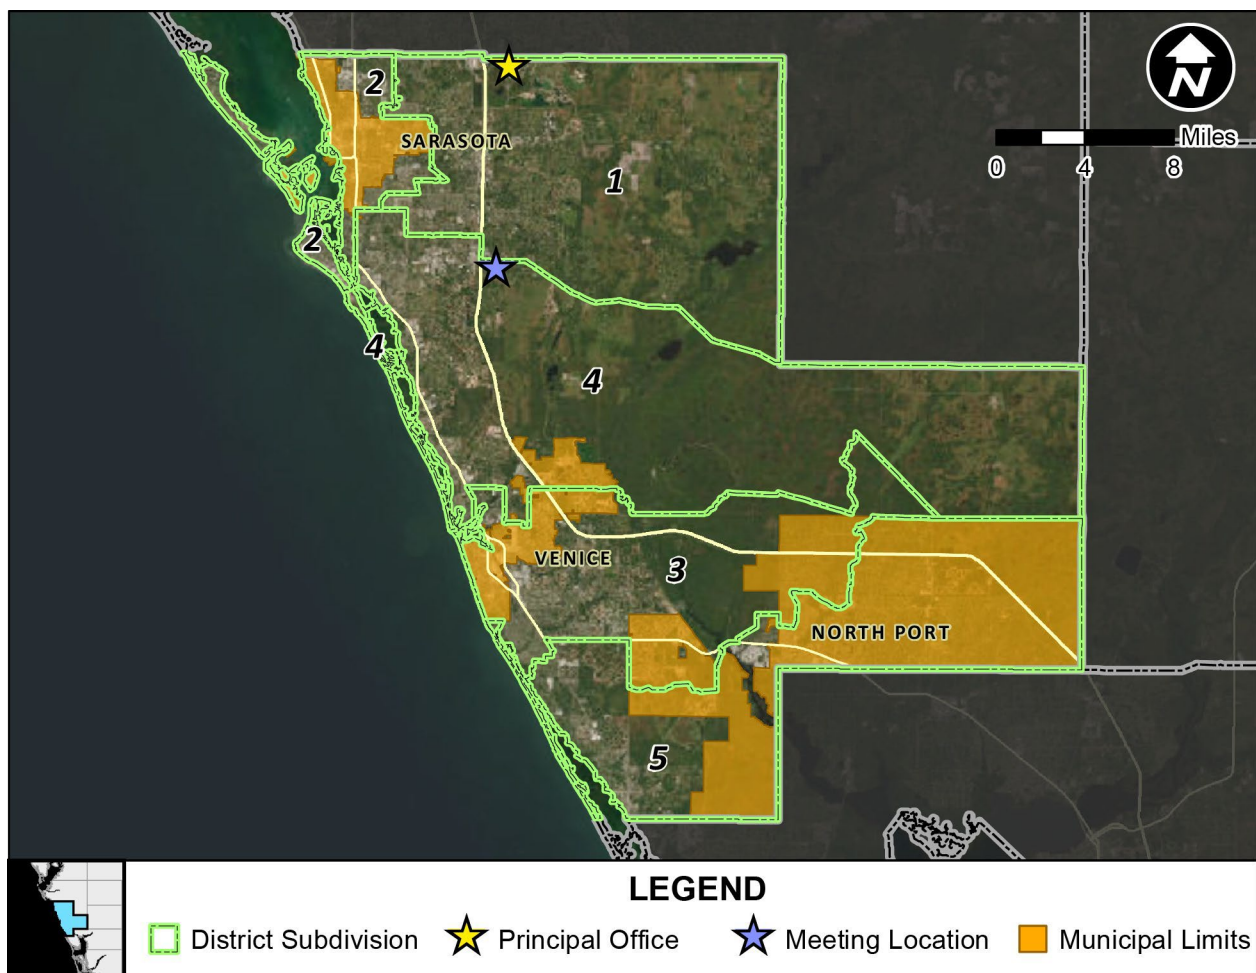 2
SARASOTA
N
Miles
0 4 8
1
2
4
4
VENICE
3
NORTH PORT
5
LEGEND
District Subdivision
Principal Office
Meeting Location
Municipal Limits